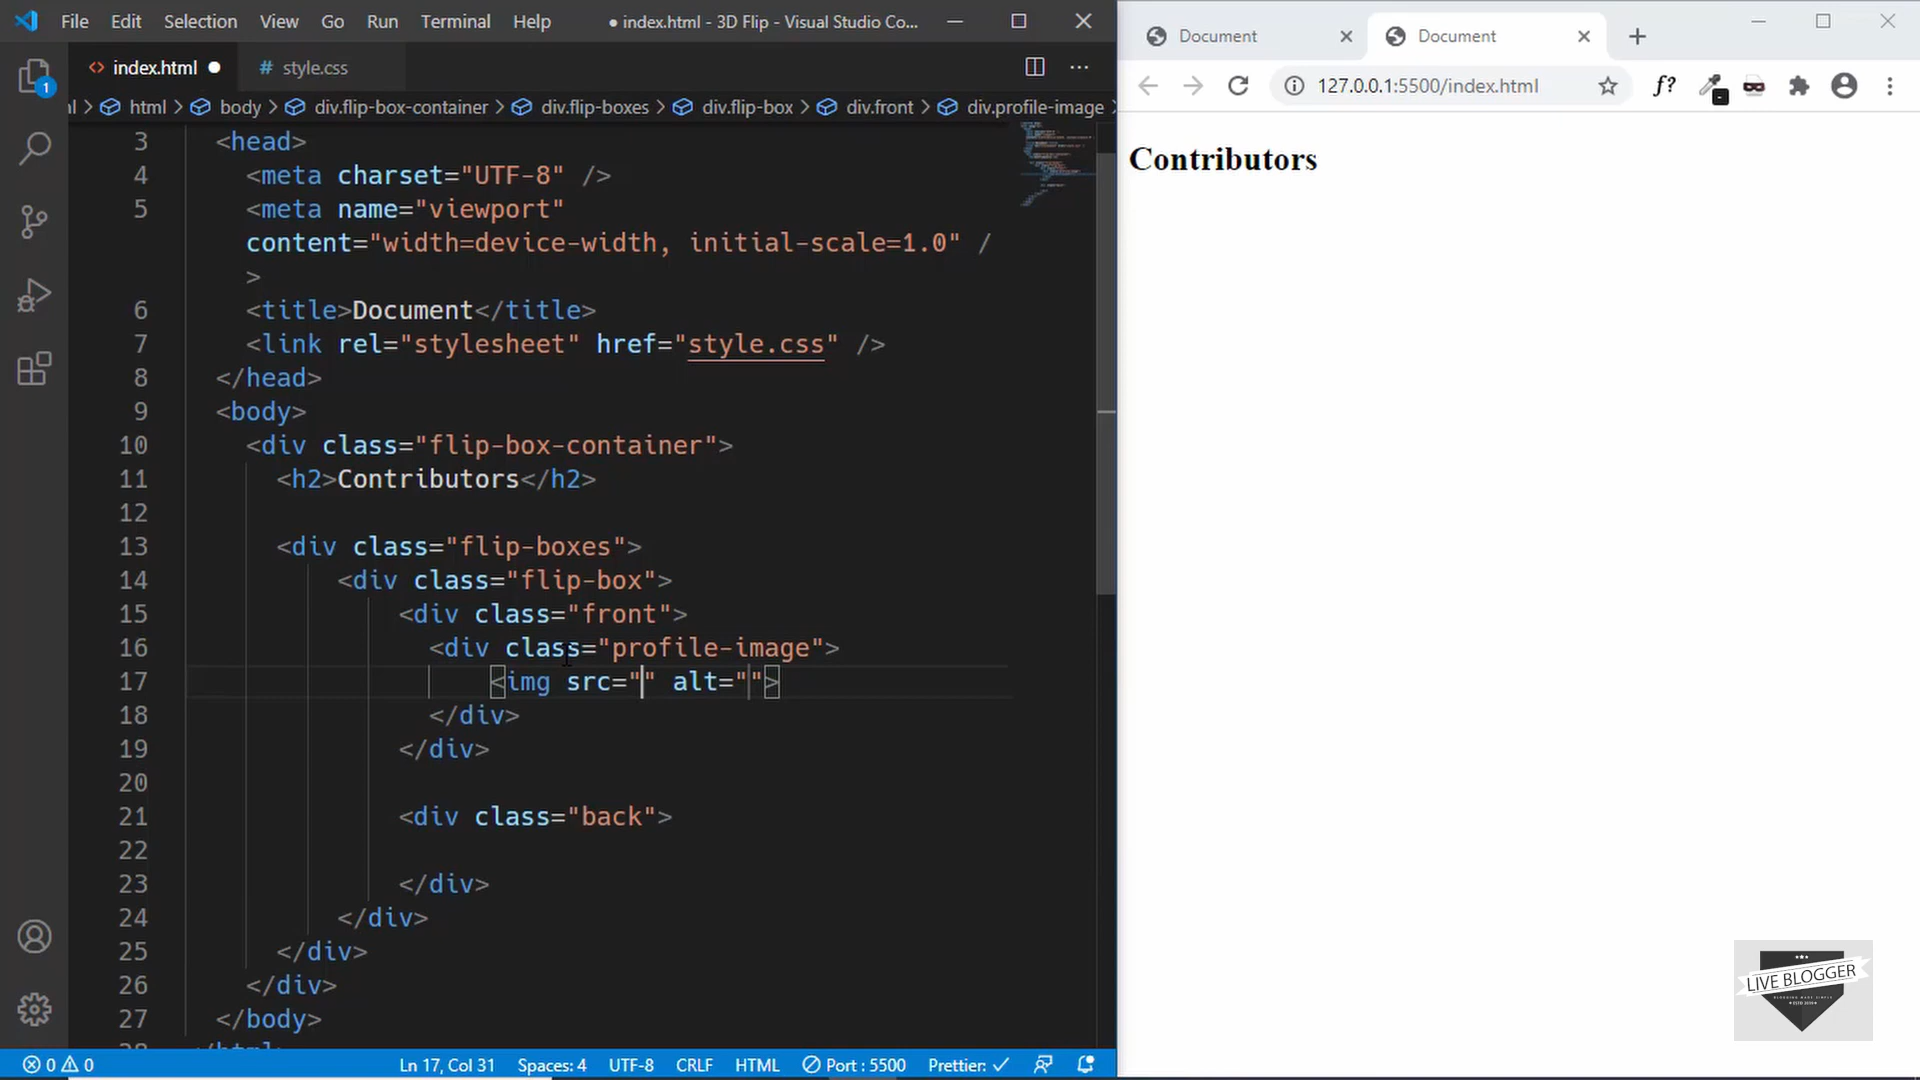 File Edit Selection View Go Run Terminal Help ● index.html - 3D Flip - Visual Studio Co...
index.html ● # style.css
html body div.flip-box-container div.flip-boxes div.flip-box div.front div.profile-image
1
3 <head>
4 <meta charset="UTF-8" />
5 <meta name="viewport"
content="width=device-width, initial-scale=1.0" /
>
6 <title>Document</title>
7 <link rel="stylesheet" href="style.css" />
8 </head>
9 <body>
10 <div class="flip-box-container">
11 <h2>Contributors</h2>
12
13 <div class="flip-boxes">
14 <div class="flip-box">
15 <div class="front">
16 <div class="profile-image">
17 <img src="" alt="">
18 </div>
19 </div>
20
21 <div class="back">
22
23 </div>
24 </div>
25 </div>
26 </div>
27 </body>
0 0 Ln 17, Col 31 Spaces: 4 UTF-8 CRLF HTML Port : 5500 Prettier: ✓
Document Document
127.0.0.1:5500/index.html f?
Contributors
LIVE BLOGGER